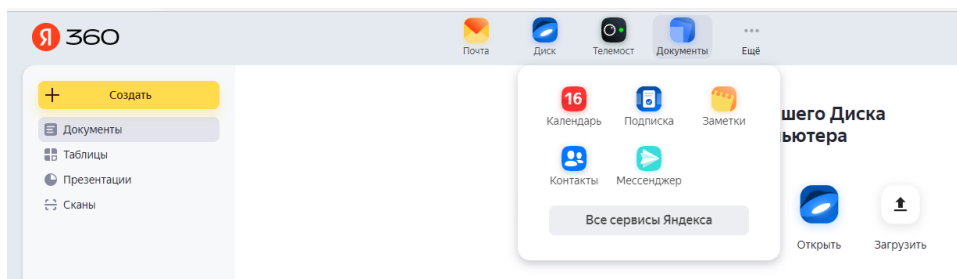 Я 360
Почта Диск Телемост Документы Ещё
+ Создать
Документы
Таблицы
Презентации
Сканы
16
Календарь Подписка Заметки
Контакты Мессенджер
Все сервисы Яндекса
шего Диска
ьютера
Открыть Загрузить